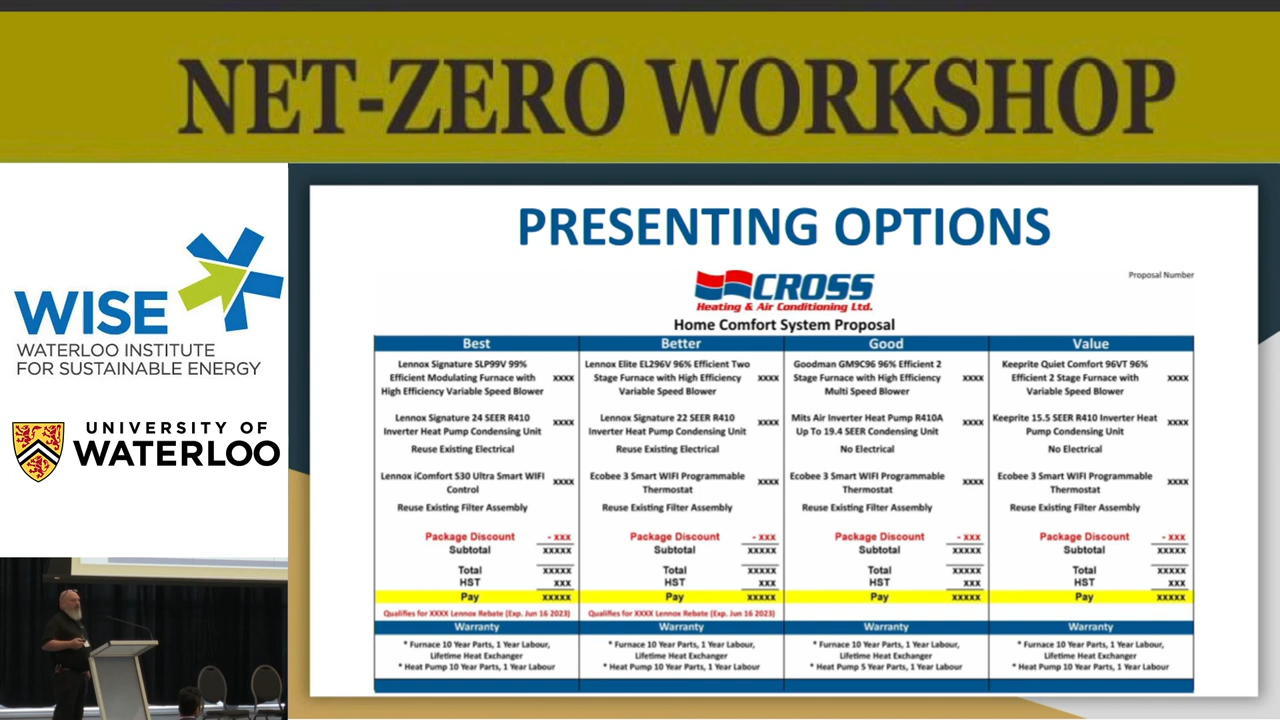 NET-ZERO WORKSHOP
WISE
WATERLOO INSTITUTE
FOR SUSTAINABLE ENERGY
UNIVERSITY OF
WATERLOO
PRESENTING OPTIONS
Proposal Number
CROSS
Heating & Air Conditioning Ltd.
Home Comfort System Proposal
Best
Lennox Signature SLP99V 99%
Efficient Modulating Furnace with xxxx
High Efficiency Variable Speed Blower
Lennox Signature 24 SEER R410 xxxx
Inverter Heat Pump Condensing Unit
Reuse Existing Electrical
Lennox iComfort S30 Ultra Smart WIFI xxxx
Control
Reuse Existing Filter Assembly
Package Discount - xxx
Subtotal xxxxx
Total xxxxx
HST xxx
Pay xxxxx
Qualifies for XXXX Lennox Rebate (Exp. Jun 16 2023)
Warranty
* Furnace 10 Year Parts, 1 Year Labour,
Lifetime Heat Exchanger
* Heat Pump 10 Year Parts, 1 Year Labour
Better
Lennox Elite EL296V 96% Efficient Two
Stage Furnace with High Efficiency xxxx
Variable Speed Blower
Lennox Signature 22 SEER R410 xxxx
Inverter Heat Pump Condensing Unit
Reuse Existing Electrical
Ecobee 3 Smart WIFI Programmable xxxx
Thermostat
Reuse Existing Filter Assembly
Package Discount - xxx
Subtotal xxxxx
Total xxxxx
HST xxx
Pay xxxxx
Qualifies for XXXX Lennox Rebate (Exp. Jun 16 2023)
Warranty
* Furnace 10 Year Parts, 1 Year Labour,
Lifetime Heat Exchanger
* Heat Pump 10 Year Parts, 1 Year Labour
Good
Goodman GM9C96 96% Efficient 2
Stage Furnace with High Efficiency xxxx
Multi Speed Blower
Mits Air Inverter Heat Pump R410A xxxx
Up To 19.4 SEER Condensing Unit
No Electrical
Ecobee 3 Smart WIFI Programmable xxxx
Thermostat
Reuse Existing Filter Assembly
Package Discount - xxx
Subtotal xxxxx
Total xxxxx
HST xxx
Pay xxxxx
Warranty
* Furnace 10 Year Parts, 1 Year Labour,
Lifetime Heat Exchanger
* Heat Pump 5 Year Parts, 1 Year Labour
Value
Keeprite Quiet Comfort 96VT 96%
Efficient 2 Stage Furnace with xxxx
Variable Speed Blower
Keeprite 15.5 SEER R410 Inverter Heat xxxx
Pump Condensing Unit
No Electrical
Ecobee 3 Smart WIFI Programmable xxxx
Thermostat
Reuse Existing Filter Assembly
Package Discount - xxx
Subtotal xxxxx
Total xxxxx
HST xxx
Pay xxxxx
Warranty
* Furnace 10 Year Parts, 1 Year Labour,
Lifetime Heat Exchanger
* Heat Pump 10 Year Parts, 1 Year Labour